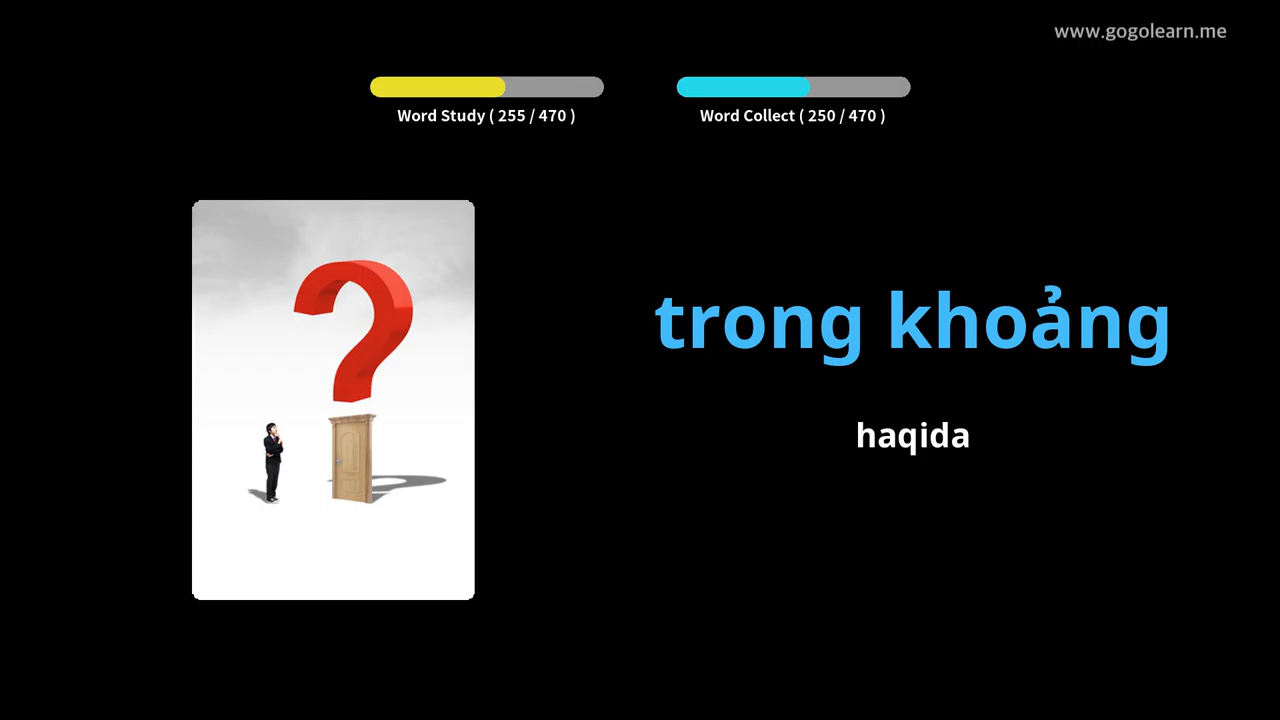 www.gogolearn.me
Word Study ( 255 / 470 )
Word Collect ( 250 / 470 )
trong khoảng
haqida